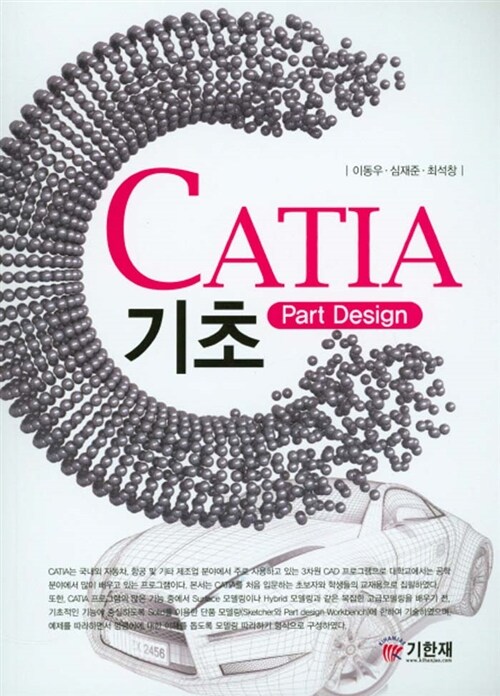 | 이동우 · 심재준 · 최석창 |
CATIA
기초
Part Design
CATIA는 국내외 자동차, 항공 및 기타 제조업 분야에서 주로 사용하고 있는 3차원 CAD 프로그램으로 대학교에서는 공학
분야에서 많이 배우고 있는 프로그램이다. 본서는 CATIA를 처음 입문하는 초보자와 학생들의 교재용으로 집필하였다.
또한, CATIA 프로그램의 많은 기능 중에서 Surface 모델링이나 Hybrid 모델링과 같은 복잡한 고급모델링을 배우기 전,
기초적인 기능에 충실하도록 Solid를 이용한 단품 모델링(Sketcher와 Part design-Workbench)에 한하여 기술하였으며,
예제를 따라하면서 명령어에 대한 이해를 돕도록 모델링 따라하기 형식으로 구성하였다.
2456
KIHANJAE
기한재
www.kihanjae.com